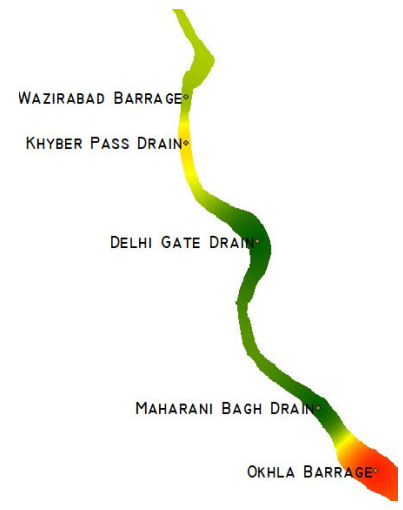 Wazirabad Barrage
Khyber Pass Drain
Delhi Gate Drain
Maharani Bagh Drain
Okhla Barrage